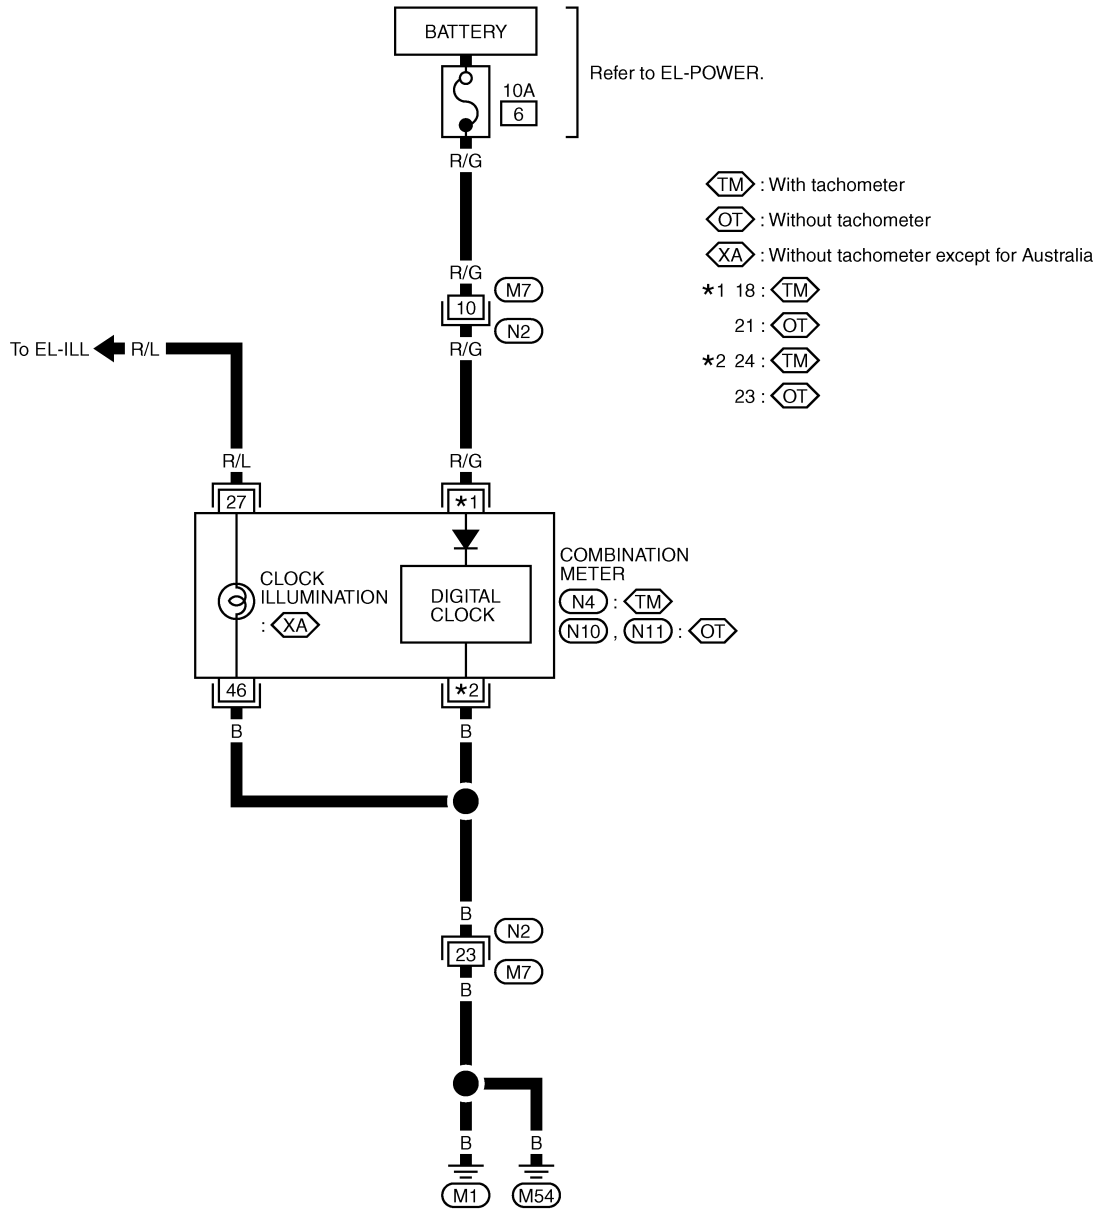 BATTERY
Refer to EL-POWER.
10A
6
R/G
TM : With tachometer
OT : Without tachometer
XA : Without tachometer except for Australia
R/G
M7
*1 18 : TM
10
21 : OT
N2
To EL-ILL
R/L
R/G
*2 24 : TM
23 : OT
R/L
R/G
27
*1
COMBINATION
METER
CLOCK
ILLUMINATION
: XA
DIGITAL
CLOCK
N4 : TM
N10 , N11 : OT
46
*2
B
B
B
N2
23
M7
B
B
B
M1
M54